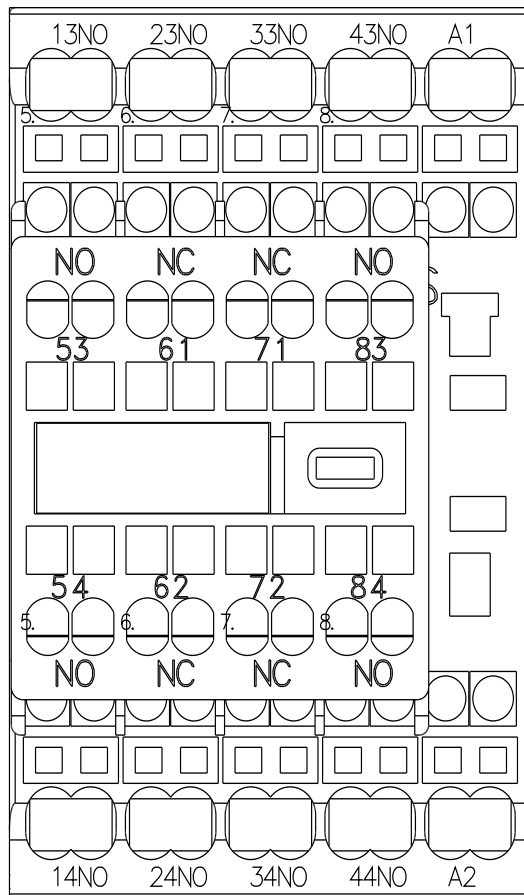 13NO 23NO 33NO 43NO A1
5. 6. 7. 8.
NO NC NC NO
53 61 71 83
54 62 72 84
5. 6. 7. 8.
NO NC NC NO
14NO 24NO 34NO 44NO A2